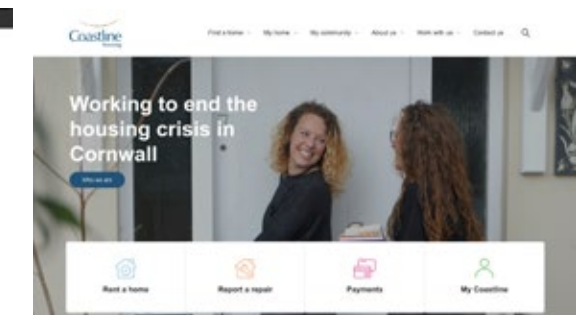 Coastline
Housing
Find a home
My home
My community
About us
Work with us
Contact us
Working to end the
housing crisis in
Cornwall
Who we are
Rent a home
Report a repair
Payments
My Coastline